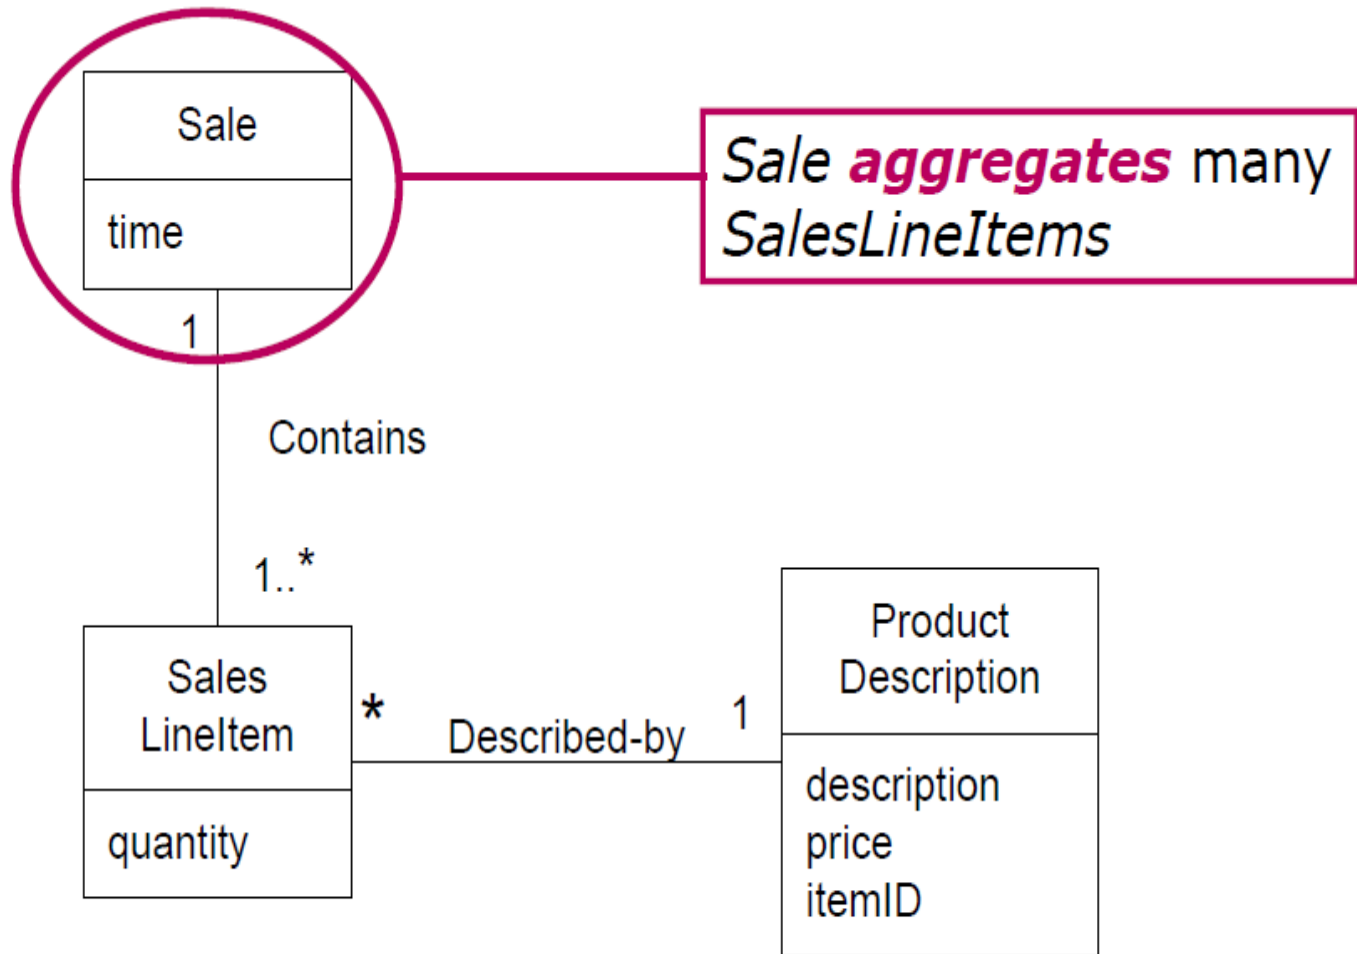 Sale
time
Sale aggregates many
SalesLineItems
1
Contains
1..*
Sales
LineItem
quantity
*
Described-by
1
Product
Description
description
price
itemID